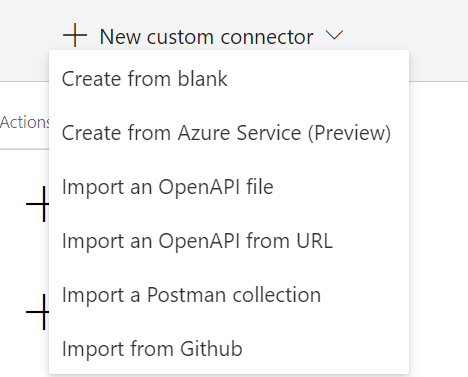 New custom connector
Create from blank
Create from Azure Service (Preview)
Actions
Import an OpenAPI file
Import an OpenAPI from URL
Import a Postman collection
Import from Github